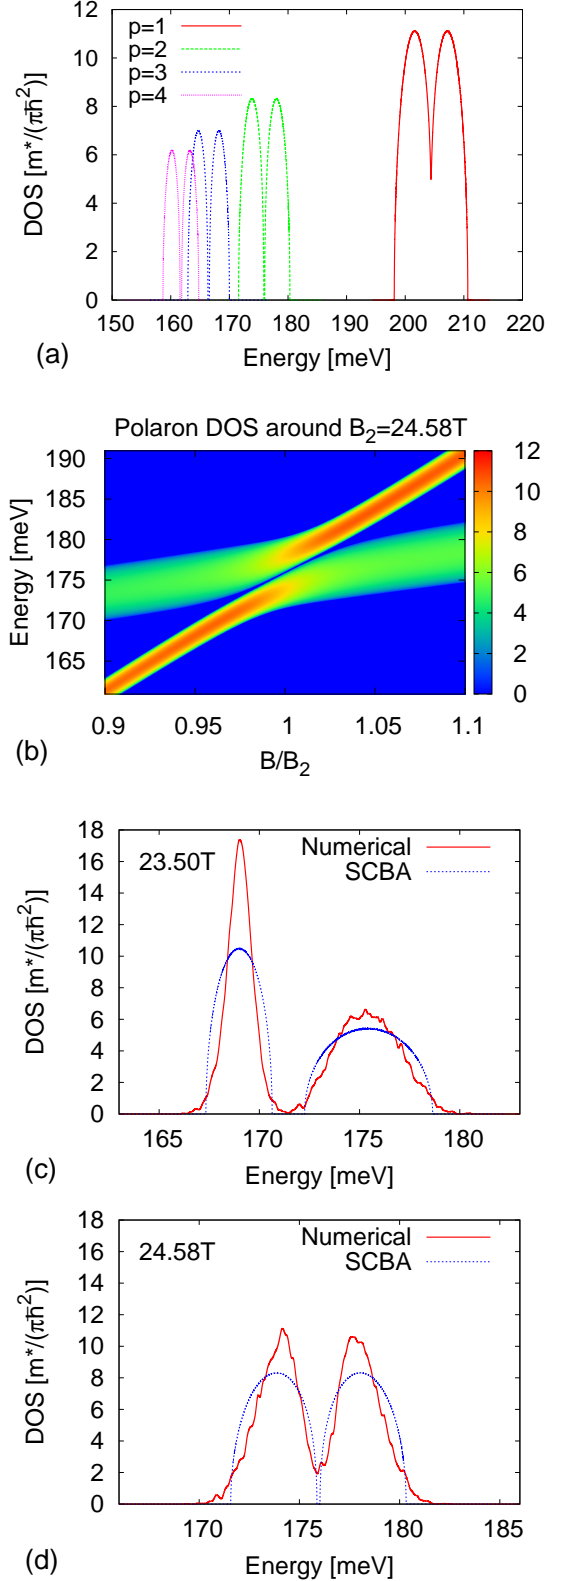 p=1
p=2
p=3
p=4
DOS [m*/(πħ²)]
12
10
8
6
4
2
0
150 160 170 180 190 200 210 220
Energy [meV]
(a)
Polaron DOS around B₂=24.58T
Energy [meV]
190
185
180
175
170
165
12
10
8
6
4
2
0
0.9 0.95 1 1.05 1.1
B/B₂
(b)
23.50T
Numerical
SCBA
DOS [m*/(πħ²)]
18
16
14
12
10
8
6
4
2
0
165 170 175 180
Energy [meV]
(c)
24.58T
Numerical
SCBA
DOS [m*/(πħ²)]
18
16
14
12
10
8
6
4
2
0
170 175 180 185
Energy [meV]
(d)